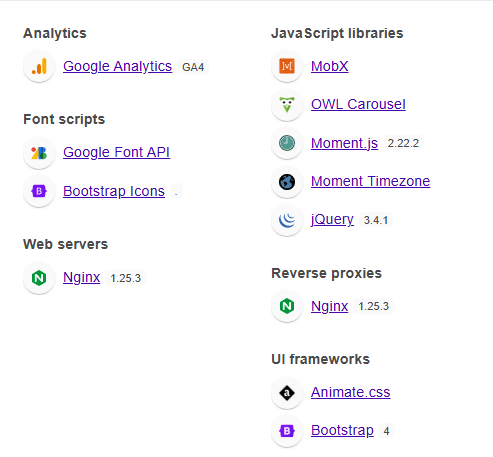 Analytics
Google Analytics GA4
Font scripts
Google Font API
Bootstrap Icons .
Web servers
Nginx 1.25.3
JavaScript libraries
MobX
OWL Carousel
Moment.js 2.22.2
Moment Timezone
jQuery 3.4.1
Reverse proxies
Nginx 1.25.3
UI frameworks
Animate.css
Bootstrap 4